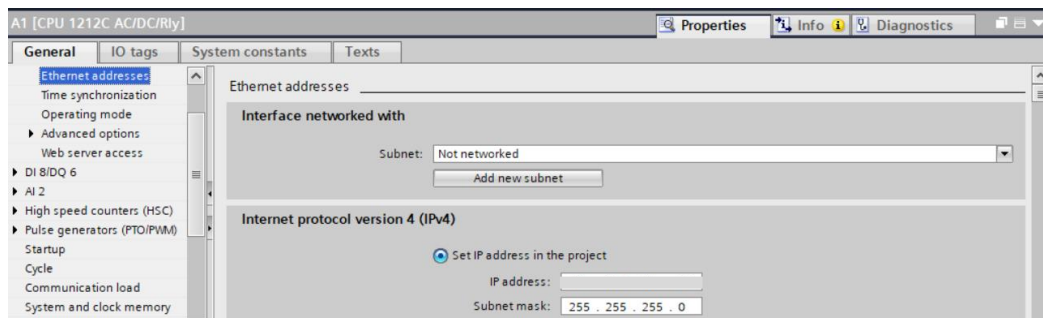 A1 [CPU 1212C AC/DC/Rly]
Properties Info Diagnostics
General IO tags System constants Texts
Ethernet addresses
Time synchronization
Operating mode
Advanced options
Web server access
DI 8/DQ 6
AI 2
High speed counters (HSC)
Pulse generators (PTO/PWM)
Startup
Cycle
Communication load
System and clock memory
Ethernet addresses
Interface networked with
Subnet: Not networked
Add new subnet
Internet protocol version 4 (IPv4)
Set IP address in the project
IP address:
Subnet mask: 255 . 255 . 255 . 0